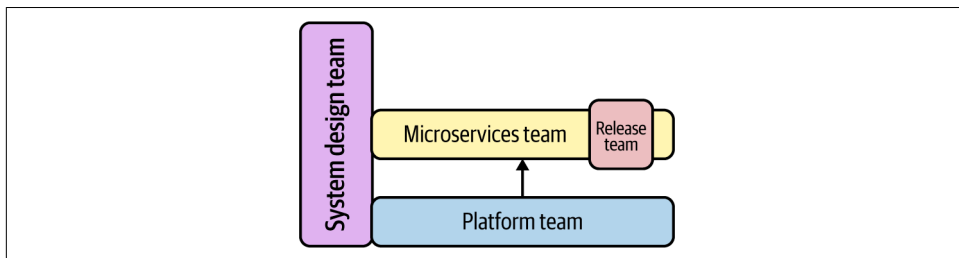 System design team
Microservices team
Release
team
Platform team